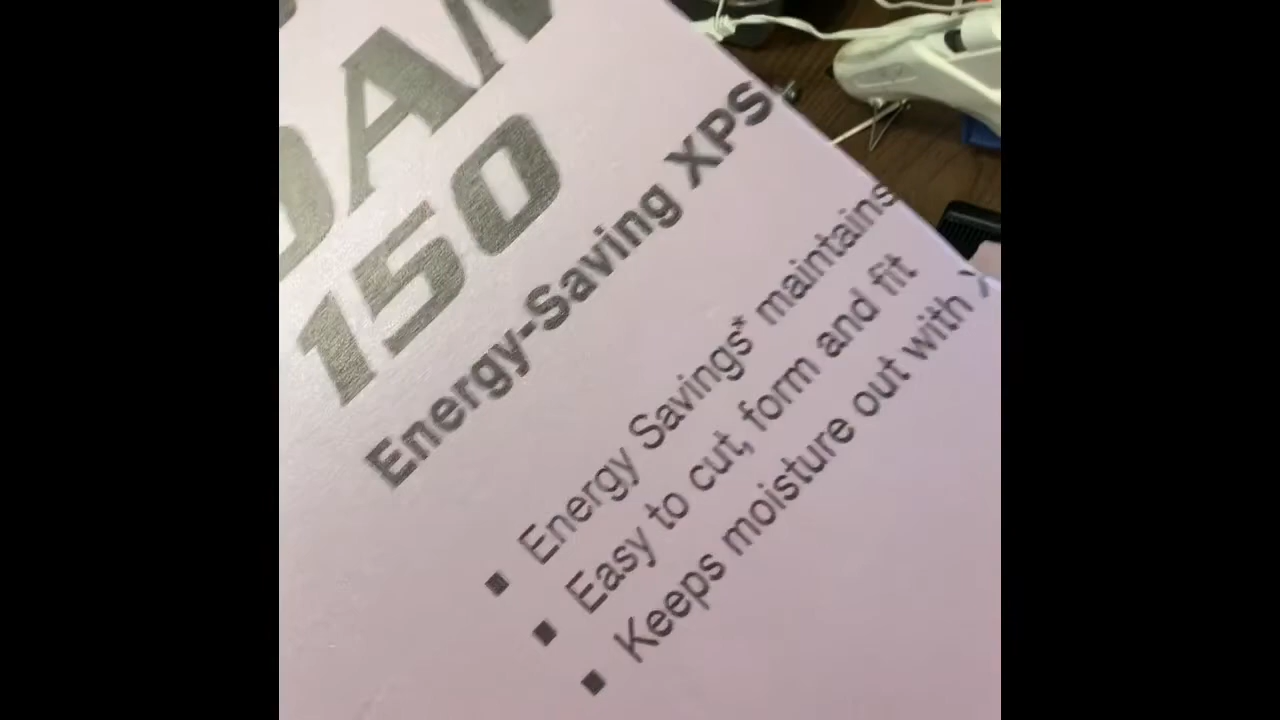 150
Energy-Saving XPS
▪ Energy Savings* maintains
▪ Easy to cut, form and fit
▪ Keeps moisture out with